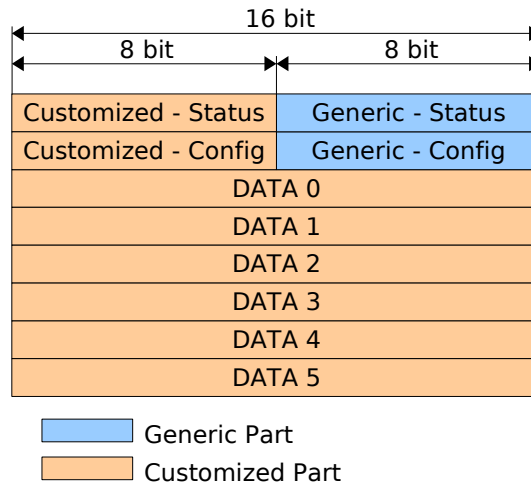 16 bit
8 bit 8 bit
Customized - Status Generic - Status
Customized - Config Generic - Config
DATA 0
DATA 1
DATA 2
DATA 3
DATA 4
DATA 5
Generic Part
Customized Part